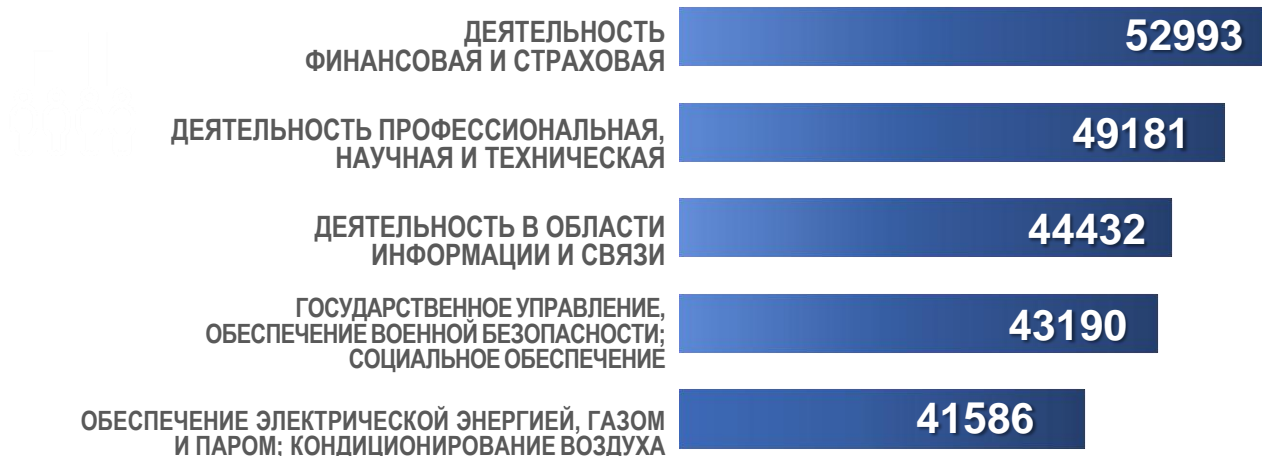 ДЕЯТЕЛЬНОСТЬ
ФИНАНСОВАЯ И СТРАХОВАЯ
52993
ДЕЯТЕЛЬНОСТЬ ПРОФЕССИОНАЛЬНАЯ,
НАУЧНАЯ И ТЕХНИЧЕСКАЯ
49181
ДЕЯТЕЛЬНОСТЬ В ОБЛАСТИ
ИНФОРМАЦИИ И СВЯЗИ
44432
ГОСУДАРСТВЕННОЕ УПРАВЛЕНИЕ,
ОБЕСПЕЧЕНИЕ ВОЕННОЙ БЕЗОПАСНОСТИ;
СОЦИАЛЬНОЕ ОБЕСПЕЧЕНИЕ
43190
ОБЕСПЕЧЕНИЕ ЭЛЕКТРИЧЕСКОЙ ЭНЕРГИЕЙ, ГАЗОМ
И ПАРОМ; КОНДИЦИОНИРОВАНИЕ ВОЗДУХА
41586